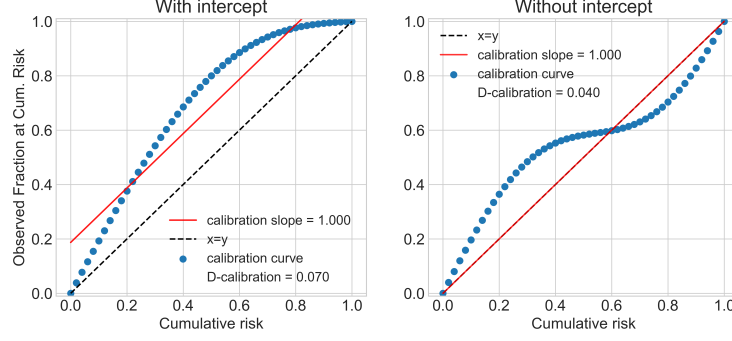 With intercept
Observed Fraction at Cum. Risk
1.0
0.8
0.6
0.4
0.2
0.0
calibration slope = 1.000
x=y
calibration curve
D-calibration = 0.070
0.0 0.2 0.4 0.6 0.8 1.0
Cumulative risk
Without intercept
1.0
0.8
0.6
0.4
0.2
0.0
x=y
calibration slope = 1.000
calibration curve
D-calibration = 0.040
0.0 0.2 0.4 0.6 0.8 1.0
Cumulative risk